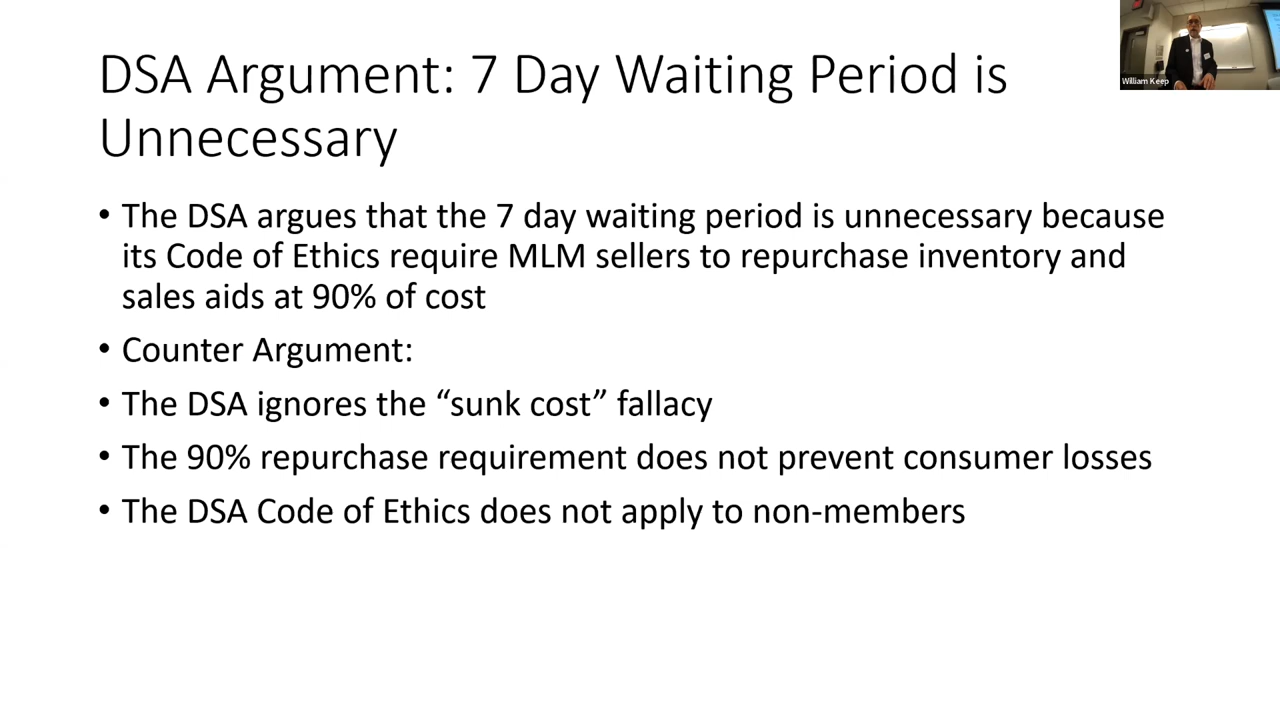 DSA Argument: 7 Day Waiting Period is
Unnecessary
William Keep
• The DSA argues that the 7 day waiting period is unnecessary because
its Code of Ethics require MLM sellers to repurchase inventory and
sales aids at 90% of cost
• Counter Argument:
• The DSA ignores the “sunk cost” fallacy
• The 90% repurchase requirement does not prevent consumer losses
• The DSA Code of Ethics does not apply to non-members